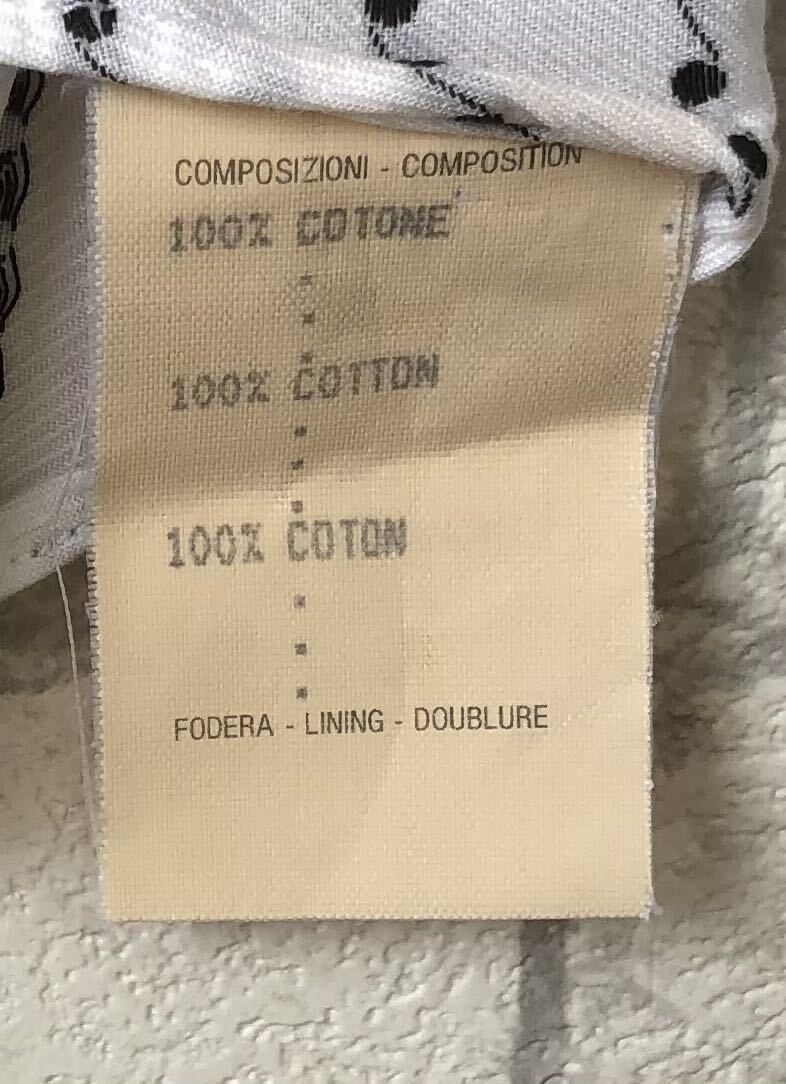 COMPOSIZIONI - COMPOSITION
100% COTONE
100% COTTON
100% COTON
FODERA - LINING - DOUBLURE